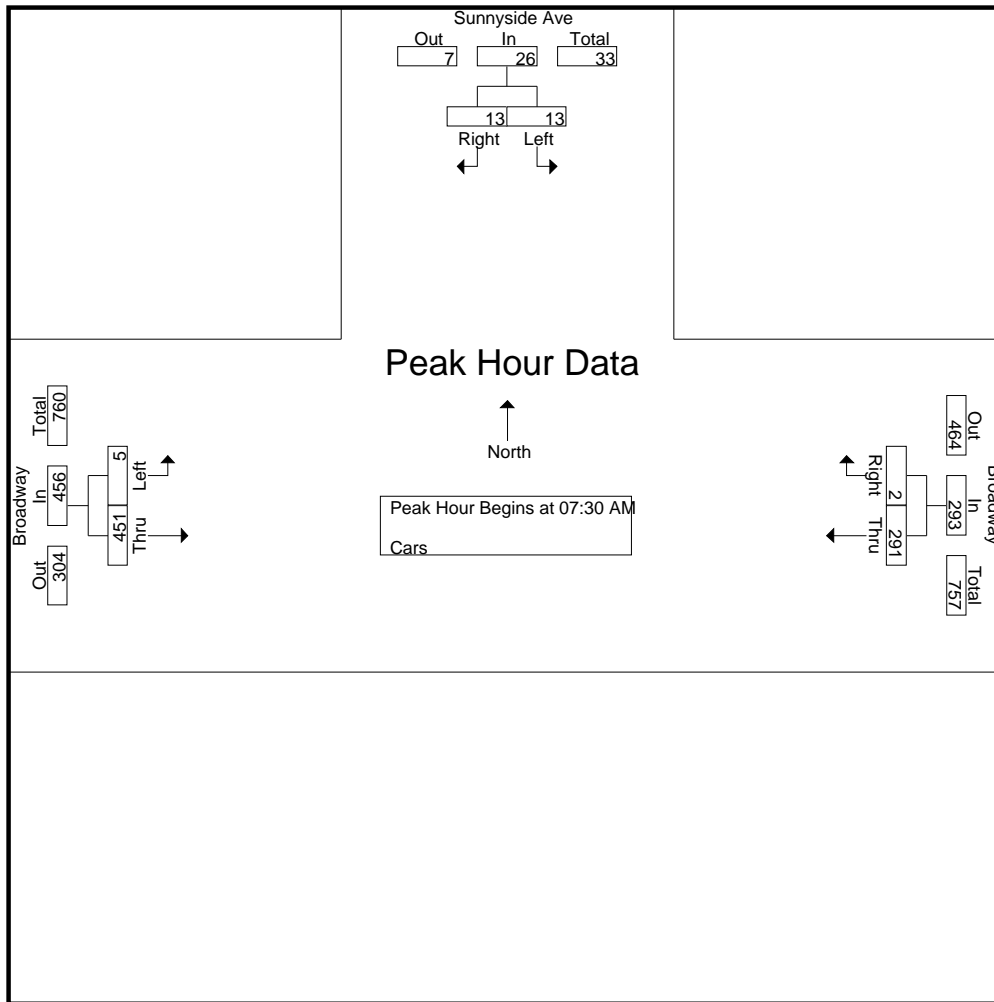 Sunnyside Ave
Out In Total
7 26 33
13 13
Right Left
Peak Hour Data
North
Peak Hour Begins at 07:30 AM
Cars
Broadway
Out In Total
304 456 760
5 451
Left Thru
Broadway
Out In Total
464 293 757
2 291
Right Thru